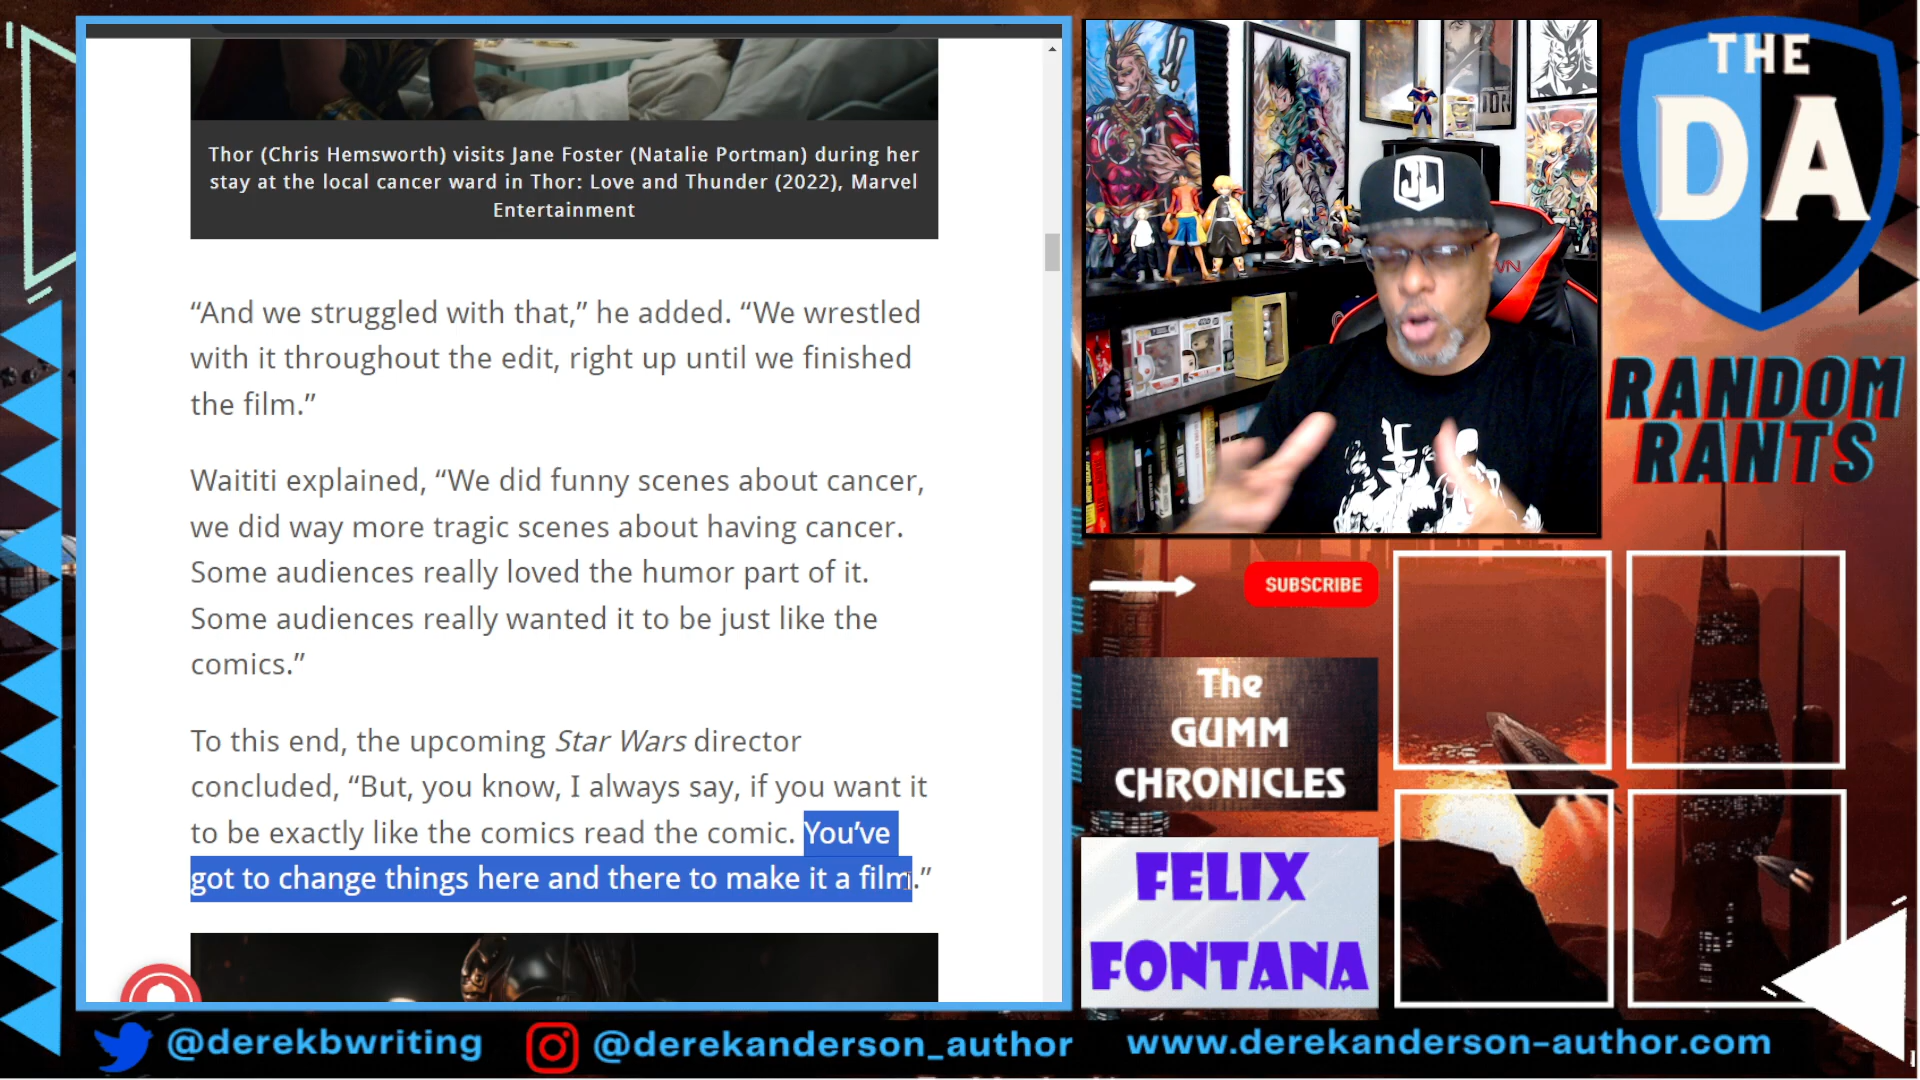 Thor (Chris Hemsworth) visits Jane Foster (Natalie Portman) during her
stay at the local cancer ward in Thor: Love and Thunder (2022), Marvel
Entertainment
“And we struggled with that,” he added. “We wrestled
with it throughout the edit, right up until we finished
the film.”
Waititi explained, “We did funny scenes about cancer,
we did way more tragic scenes about having cancer.
Some audiences really loved the humor part of it.
Some audiences really wanted it to be just like the
comics.”
To this end, the upcoming Star Wars director
concluded, “But, you know, I always say, if you want it
to be exactly like the comics read the comic. You’ve
got to change things here and there to make it a film.”
JL
THE
DA
RANDOM
RANTS
SUBSCRIBE
The
GUMM
CHRONICLES
FELIX
FONTANA
@derekbwriting
@derekanderson_author
www.derekanderson-author.com